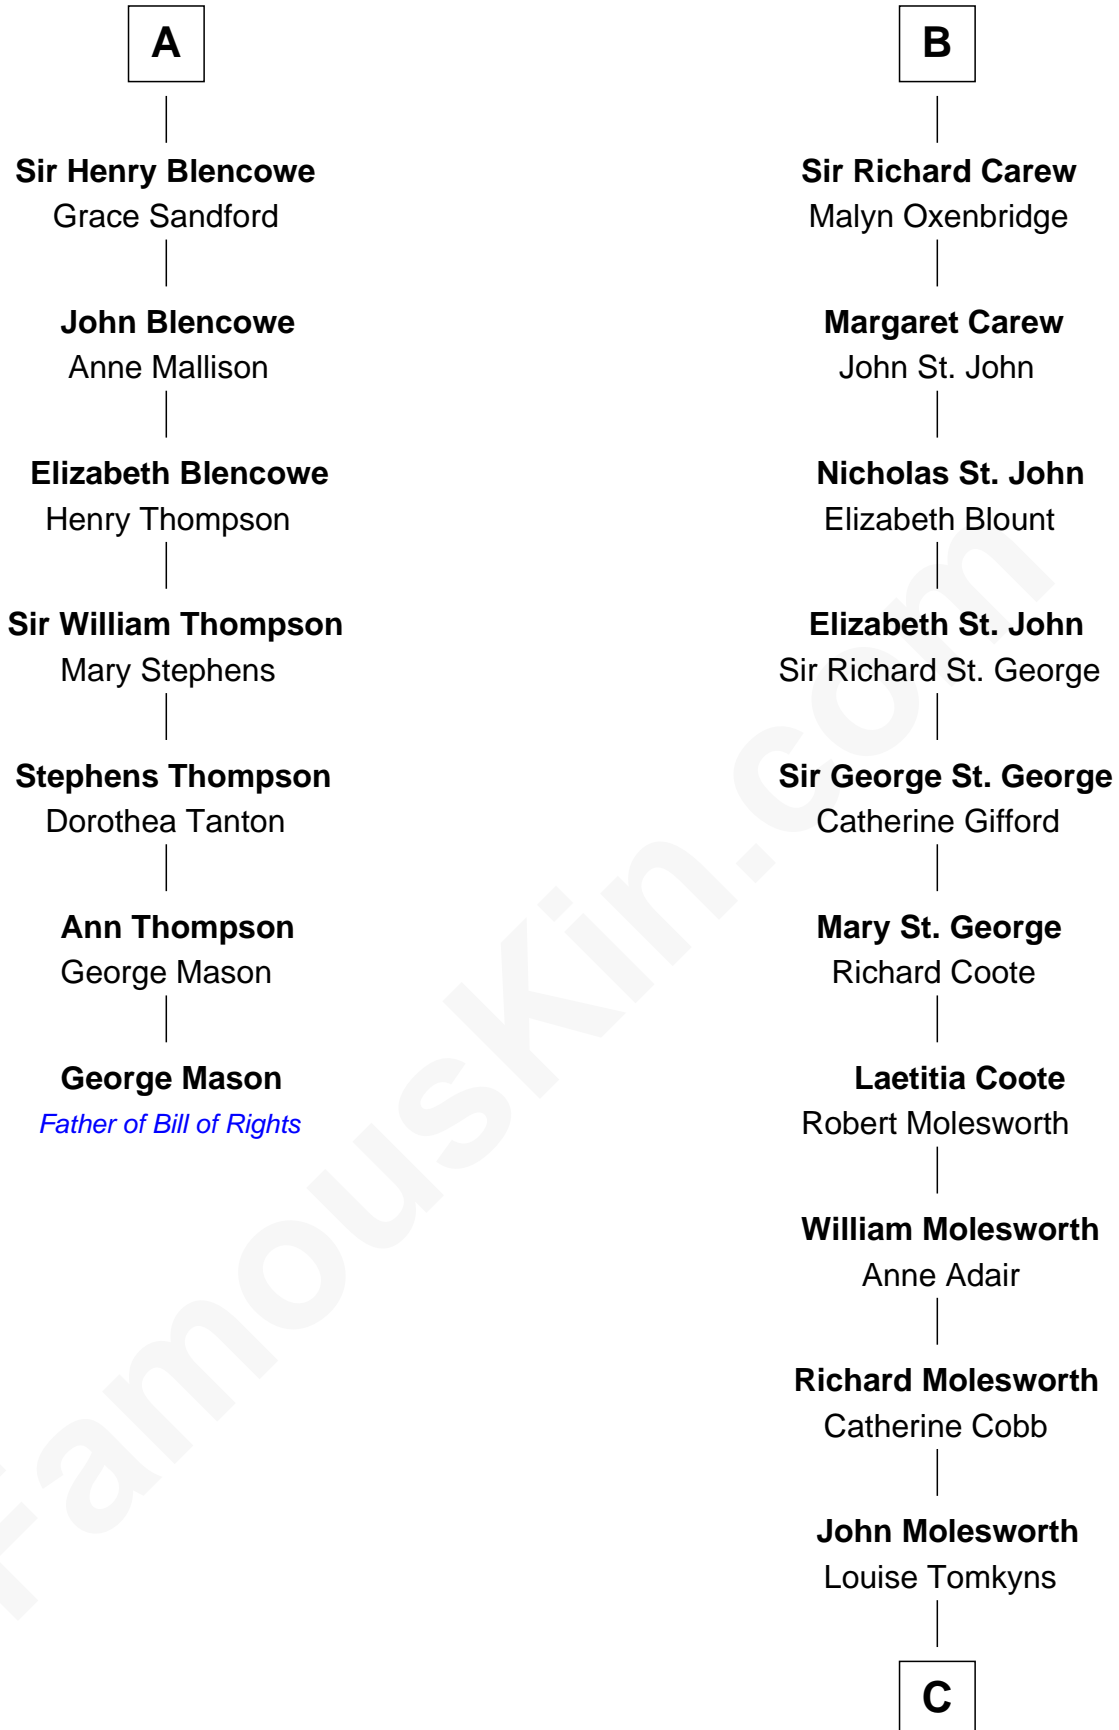 A
Sir Henry Blencowe
Grace Sandford
John Blencowe
Anne Mallison
Elizabeth Blencowe
Henry Thompson
Sir William Thompson
Mary Stephens
Stephens Thompson
Dorothea Tanton
Ann Thompson
George Mason
George Mason
Father of Bill of Rights
B
Sir Richard Carew
Malyn Oxenbridge
Margaret Carew
John St. John
Nicholas St. John
Elizabeth Blount
Elizabeth St. John
Sir Richard St. George
Sir George St. George
Catherine Gifford
Mary St. George
Richard Coote
Laetitia Coote
Robert Molesworth
William Molesworth
Anne Adair
Richard Molesworth
Catherine Cobb
John Molesworth
Louise Tomkyns
C
FamousKin.com